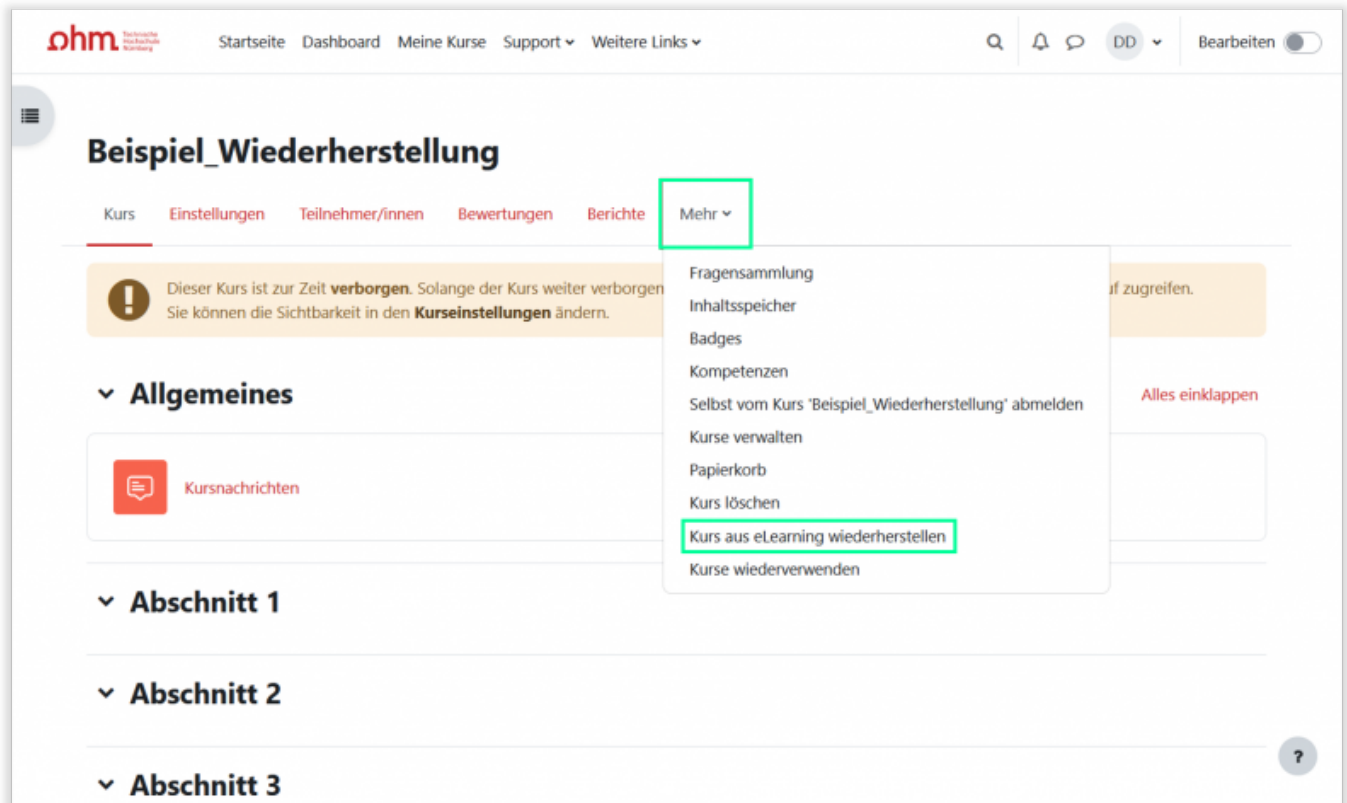 ohm Technische Hochschule Nürnberg
Startseite Dashboard Meine Kurse Support Weitere Links DD Bearbeiten
Beispiel_Wiederherstellung
Kurs Einstellungen Teilnehmer/innen Bewertungen Berichte Mehr
Dieser Kurs ist zur Zeit verborgen. Solange der Kurs weiter verborgen f zugreifen.
Sie können die Sichtbarkeit in den Kurseinstellungen ändern.
Fragensammlung
Inhaltsspeicher
Badges
Kompetenzen
Selbst vom Kurs 'Beispiel_Wiederherstellung' abmelden
Kurse verwalten
Papierkorb
Kurs löschen
Kurs aus eLearning wiederherstellen
Kurse wiederverwenden
Allgemeines Alles einklappen
Kursnachrichten
Abschnitt 1
Abschnitt 2
Abschnitt 3
?